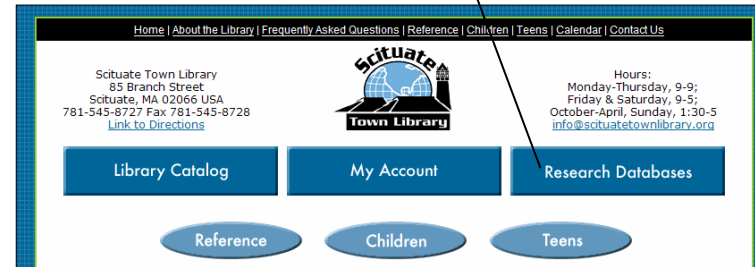 Home | About the Library | Frequently Asked Questions | Reference | Children | Teens | Calendar | Contact Us
Scituate
Town Library
Scituate Town Library
85 Branch Street
Scituate, MA 02066 USA
781-545-8727 Fax 781-545-8728
Link to Directions
Hours:
Monday-Thursday, 9-9;
Friday & Saturday, 9-5;
October-April, Sunday, 1:30-5
info@scituatetownlibrary.org
Library Catalog
My Account
Research Databases
Reference
Children
Teens